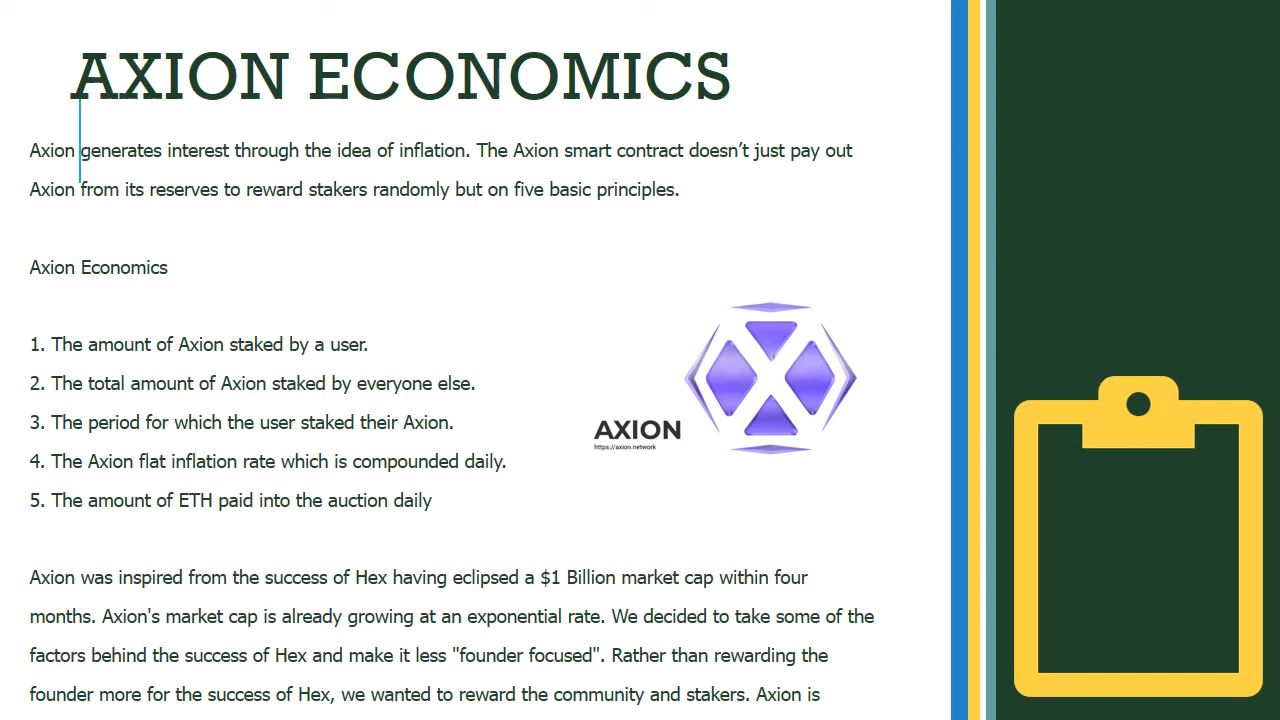 AXION ECONOMICS
Axion generates interest through the idea of inflation. The Axion smart contract doesn’t just pay out
Axion from its reserves to reward stakers randomly but on five basic principles.
Axion Economics
1. The amount of Axion staked by a user.
2. The total amount of Axion staked by everyone else.
3. The period for which the user staked their Axion.
4. The Axion flat inflation rate which is compounded daily.
5. The amount of ETH paid into the auction daily
AXION
https://axion.network
Axion was inspired from the success of Hex having eclipsed a $1 Billion market cap within four
months. Axion's market cap is already growing at an exponential rate. We decided to take some of the
factors behind the success of Hex and make it less "founder focused". Rather than rewarding the
founder more for the success of Hex, we wanted to reward the community and stakers. Axion is